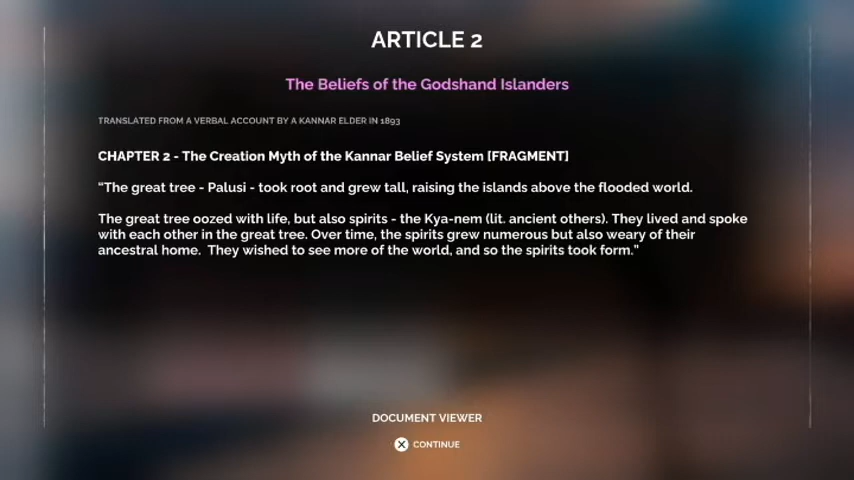 ARTICLE 2
The Beliefs of the Godshand Islanders
TRANSLATED FROM A VERBAL ACCOUNT BY A KANNAR ELDER IN 1893
CHAPTER 2 - The Creation Myth of the Kannar Belief System [FRAGMENT]
"The great tree - Palusi - took root and grew tall, raising the islands above the flooded world.
The great tree oozed with life, but also spirits - the Kya-nem (lit. ancient others). They lived and spoke
with each other in the great tree. Over time, the spirits grew numerous but also weary of their
ancestral home.  They wished to see more of the world, and so the spirits took form."
DOCUMENT VIEWER
CONTINUE